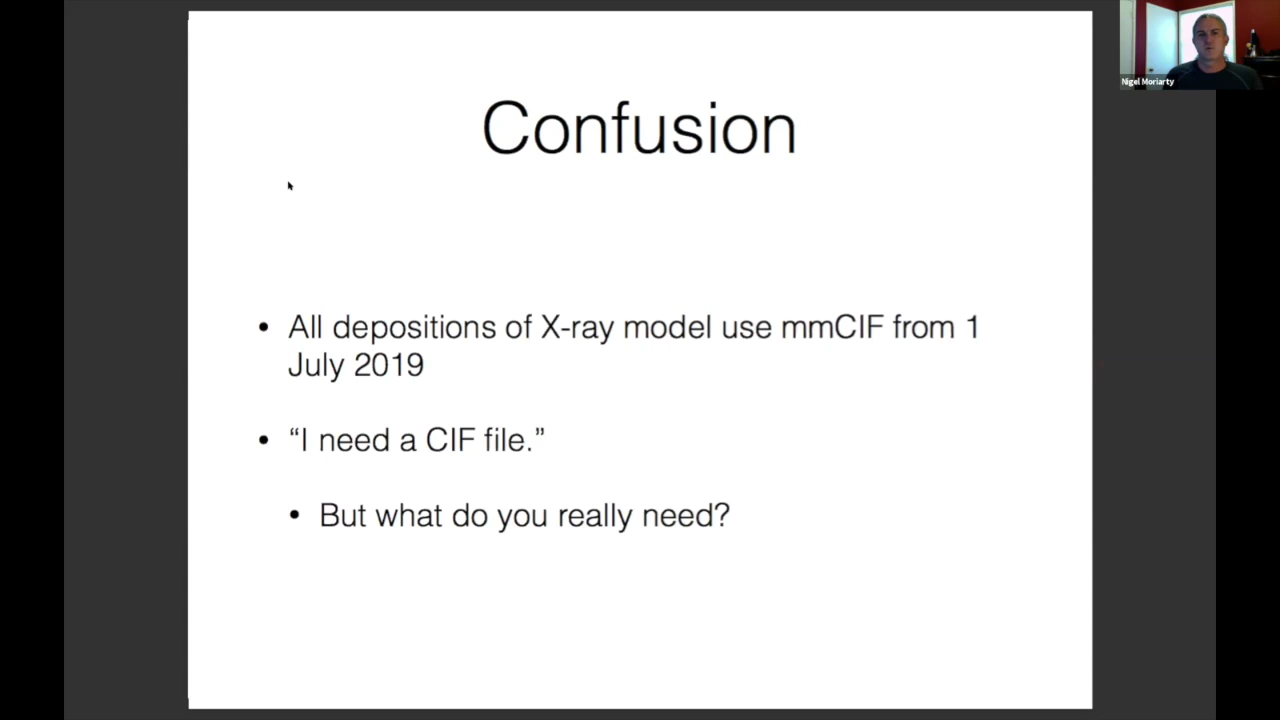 Confusion
Nigel Moriarty
• All depositions of X-ray model use mmCIF from 1
July 2019
• “I need a CIF file.”
• But what do you really need?